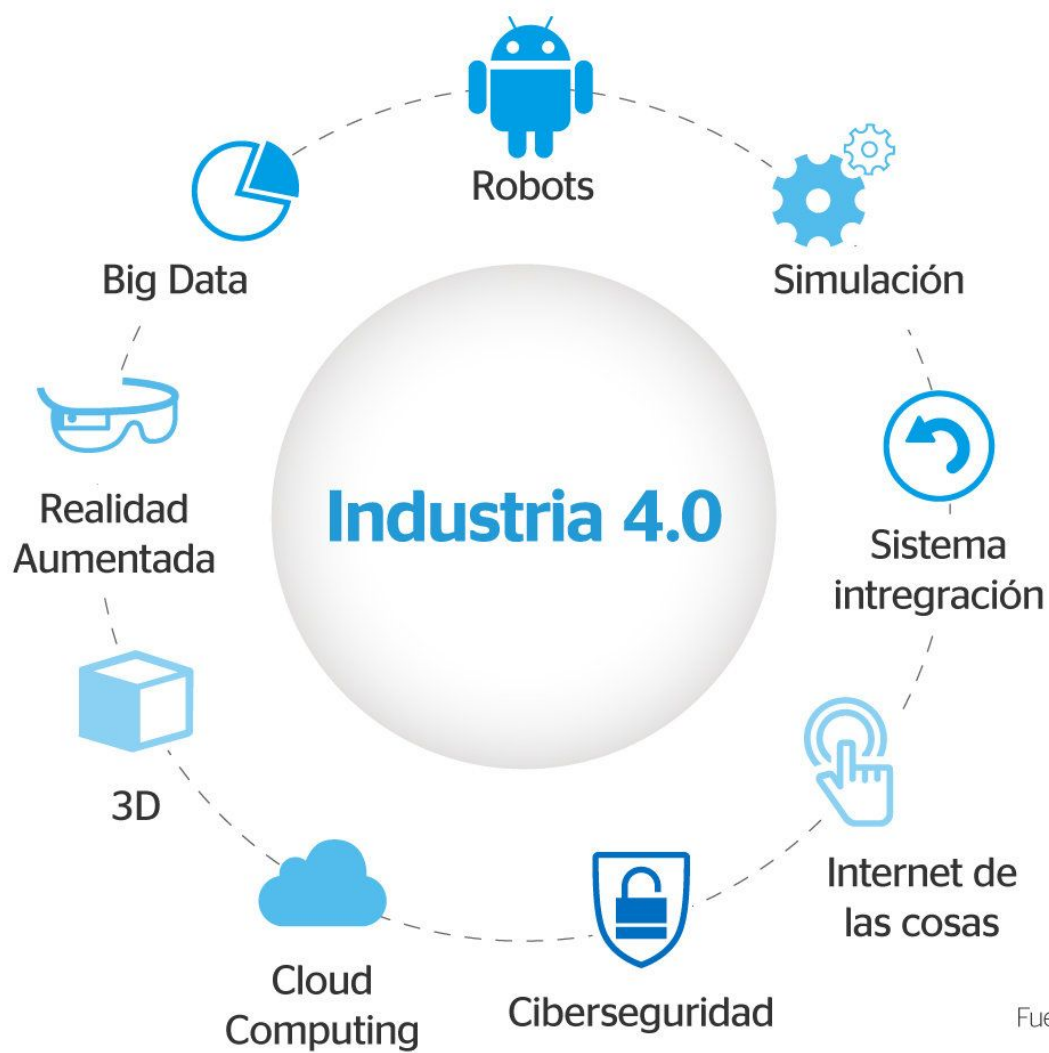 Robots
Big Data
Simulación
Realidad
Aumentada
Industria 4.0
Sistema
intregración
3D
Internet de
las cosas
Cloud
Computing
Ciberseguridad
Fue